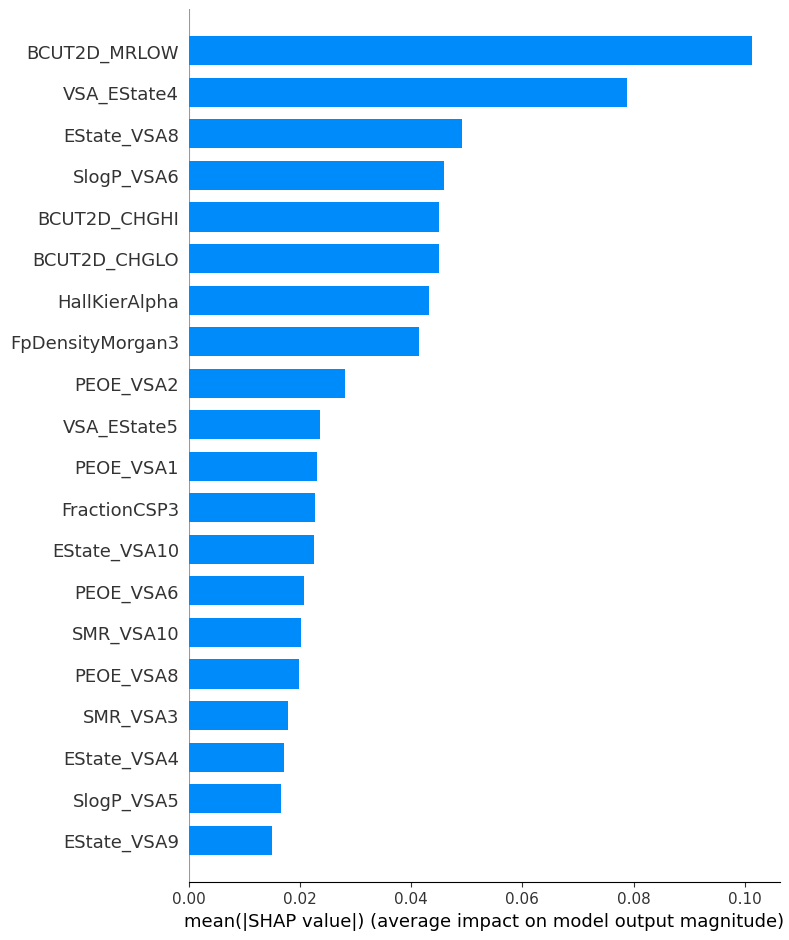 BCUT2D_MRLOW
VSA_EState4
EState_VSA8
SlogP_VSA6
BCUT2D_CHGHI
BCUT2D_CHGLO
HallKierAlpha
FpDensityMorgan3
PEOE_VSA2
VSA_EState5
PEOE_VSA1
FractionCSP3
EState_VSA10
PEOE_VSA6
SMR_VSA10
PEOE_VSA8
SMR_VSA3
EState_VSA4
SlogP_VSA5
EState_VSA9
0.00 0.02 0.04 0.06 0.08 0.10
mean(|SHAP value|) (average impact on model output magnitude)